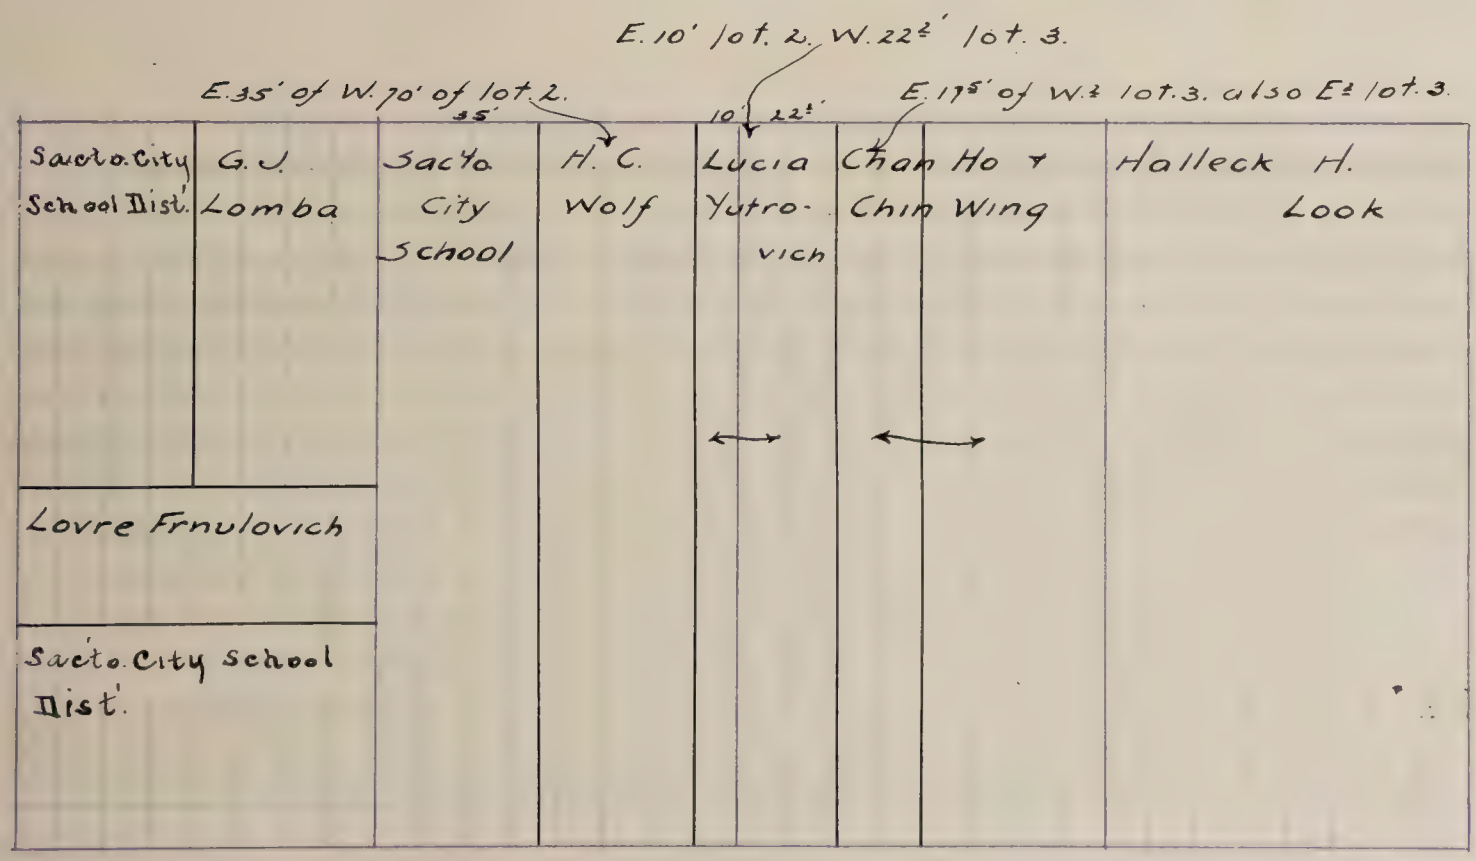 E. 10' lot. 2. W. 22½' lot. 3.
E. 35' of W. 70' of lot. 2.
E. 17⁵' of W.½ lot. 3. also E½ lot. 3.
35'
10' 22½'
Sacto. City
School Dist.
G. J.
Lomba
Sacto.
City
School
H. C.
Wolf
Lucia
Yutro-
vich
Chan Ho &
Chin Wing
Halleck H.
Look
Lovre Frnulovich
Sacto. City School
Dist.